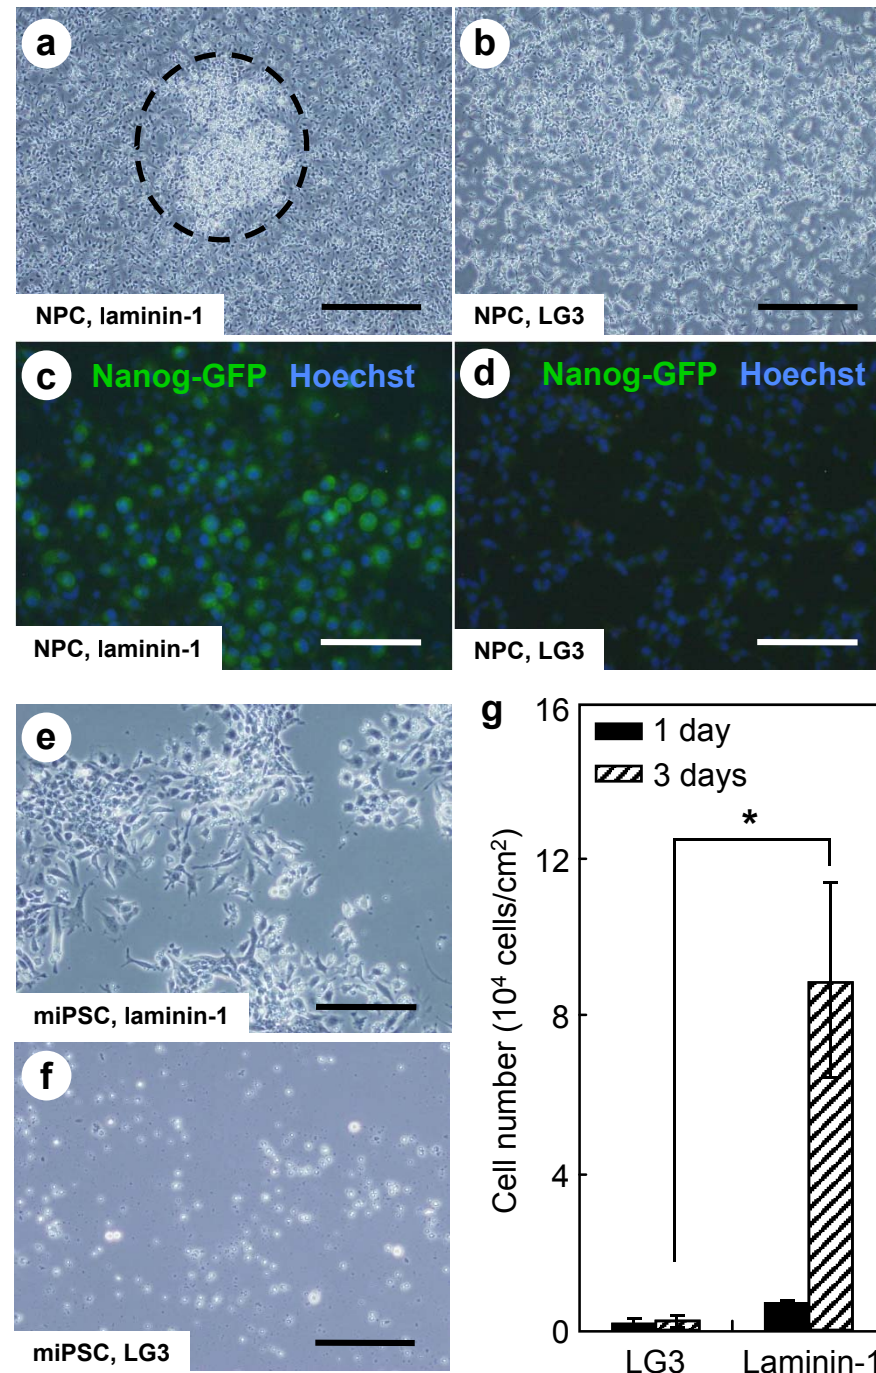 a
b
NPC, laminin-1
NPC, LG3
c
Nanog-GFP Hoechst
d
Nanog-GFP Hoechst
NPC, laminin-1
NPC, LG3
e
miPSC, laminin-1
f
miPSC, LG3
g
1 day
3 days
*
Cell number (10⁴ cells/cm²)
16
12
8
4
0
LG3
Laminin-1